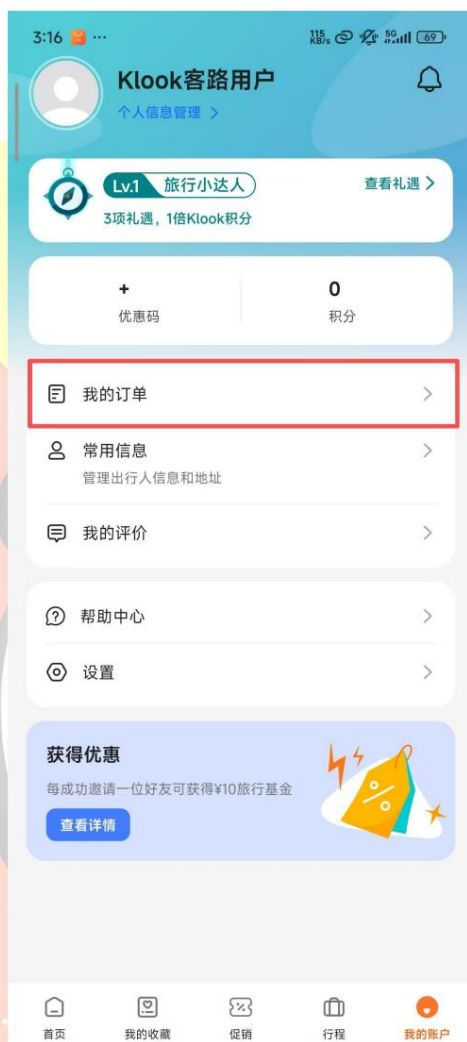 3:16 ...
115 KB/s 5G 69
Klook客路用户
个人信息管理 >
Lv.1 旅行小达人
查看礼遇 >
3项礼遇，1倍Klook积分
+
优惠码
0
积分
我的订单
常用信息
管理出行人信息和地址
我的评价
帮助中心
设置
获得优惠
每成功邀请一位好友可获得¥10旅行基金
查看详情
首页
我的收藏
促销
行程
我的账户